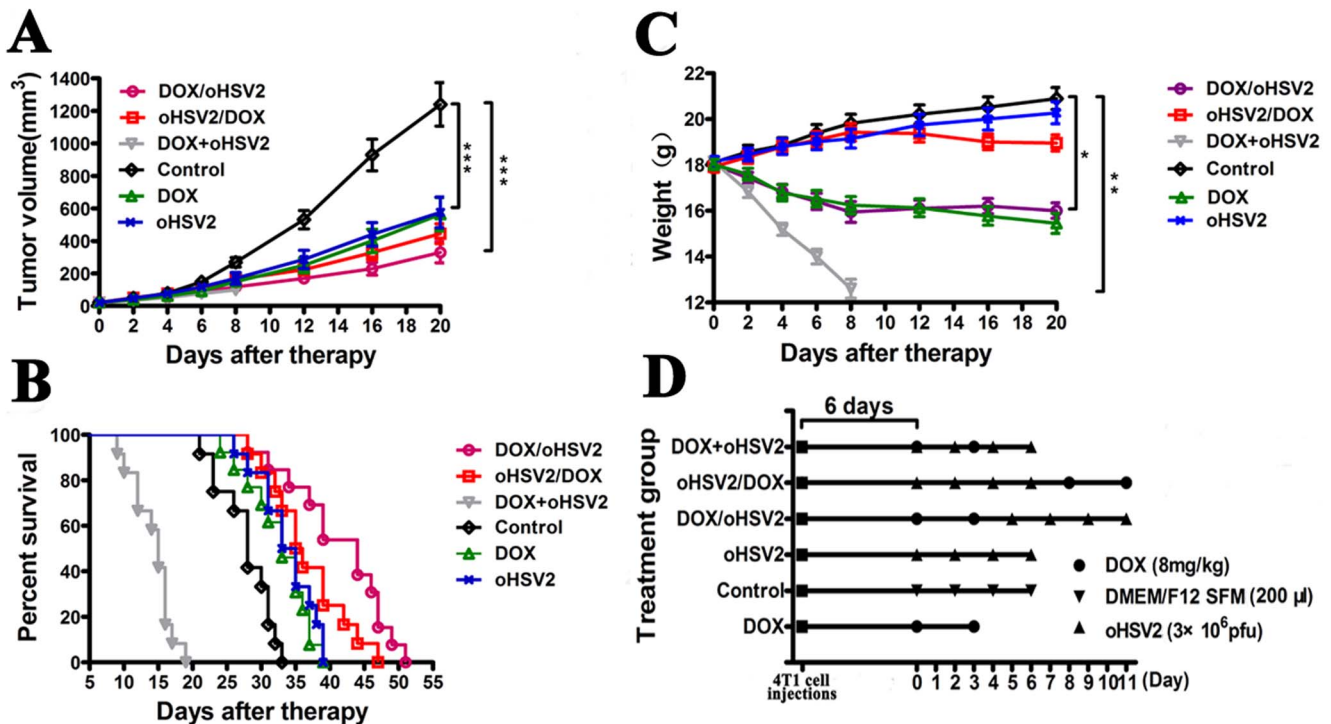 A
Tumor volume(mm³)
1400
1200
1000
800
600
400
200
0
0 2 4 6 8 12 16 20
Days after therapy
DOX/oHSV2
oHSV2/DOX
DOX+oHSV2
Control
DOX
oHSV2
***
***
C
Weight (g)
22
20
18
16
14
12
0 2 4 6 8 12 16 20
Days after therapy
DOX/oHSV2
oHSV2/DOX
DOX+oHSV2
Control
DOX
oHSV2
*
**
B
Percent survival
100
80
60
40
20
0
5 10 15 20 25 30 35 40 45 50 55
Days after therapy
DOX/oHSV2
oHSV2/DOX
DOX+oHSV2
Control
DOX
oHSV2
D
Treatment group
6 days
DOX+oHSV2
oHSV2/DOX
DOX/oHSV2
oHSV2
Control
DOX
DOX (8mg/kg)
DMEM/F12 SFM (200 µl)
oHSV2 (3× 10⁶pfu)
4T1 cell
injections
0 1 2 3 4 5 6 7 8 9 10 11 (Day)